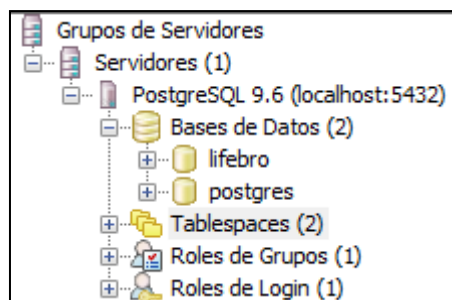 Grupos de Servidores
Servidores (1)
PostgreSQL 9.6 (localhost:5432)
Bases de Datos (2)
lifebro
postgres
Tablespaces (2)
Roles de Grupos (1)
Roles de Login (1)